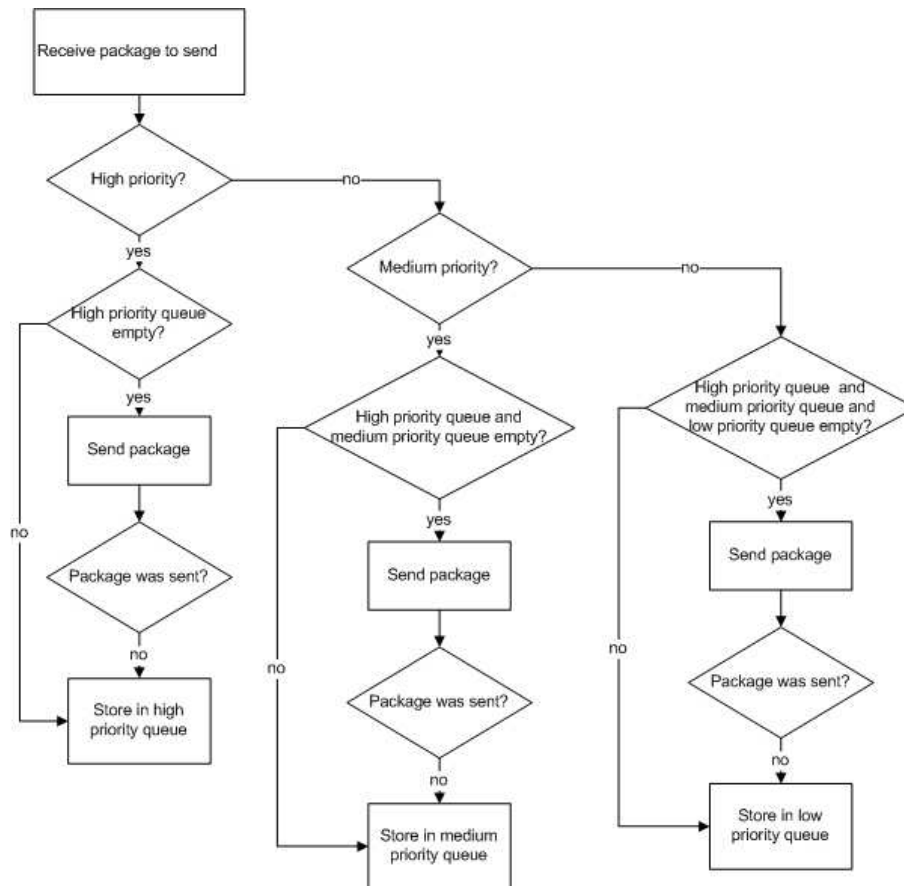 Receive package to send
High priority?
no
yes
Medium priority?
no
High priority queue
empty?
yes
High priority queue and
medium priority queue and
low priority queue empty?
yes
High priority queue and
medium priority queue empty?
Send package
yes
yes
no
Send package
Send package
Package was sent?
no
no
no
Package was sent?
Package was sent?
Store in high
priority queue
no
no
Store in medium
priority queue
Store in low
priority queue